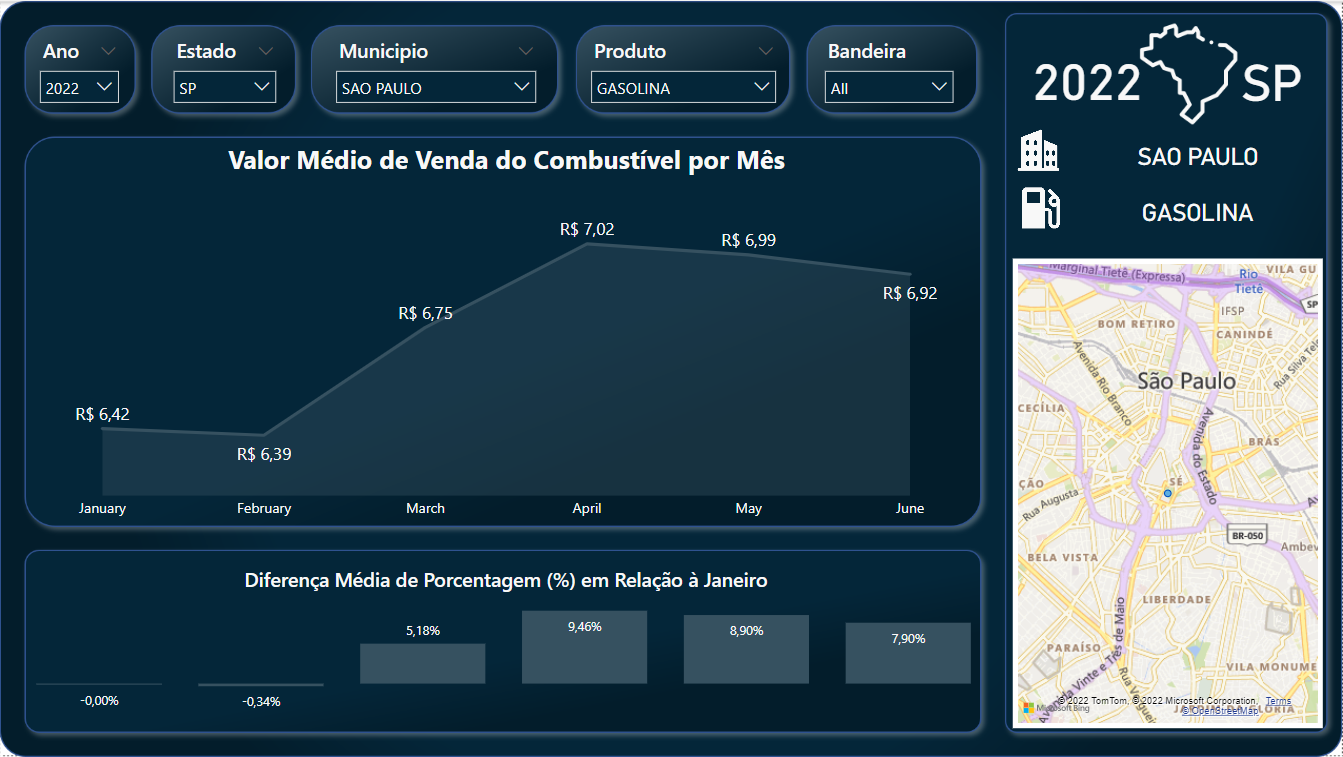 Ano
2022
Estado
SP
Municipio
SAO PAULO
Produto
GASOLINA
Bandeira
All
2022 SP
SAO PAULO
GASOLINA
Valor Médio de Venda do Combustível por Mês
R$ 6,42
R$ 6,39
R$ 6,75
R$ 7,02
R$ 6,99
R$ 6,92
January
February
March
April
May
June
Diferença Média de Porcentagem (%) em Relação à Janeiro
-0,00%
-0,34%
5,18%
9,46%
8,90%
7,90%
Marginal Tietê (Expressa)
Rio
Tietê
VILA GU
SP
IFSP
BOM RETIRO
CANINDÉ
Avenida Rio Branco
Rua Silva Tele
São Paulo
CECÍLIA
Avenida do Estado
BRÁS
ÇÃO
SÉ
Rua Augusta
BR-050
Ambev
BELA VISTA
LIBERDADE
PARAÍSO
Avenida Vinte e Três de Maio
VILA MONUME
Microsoft Bing
© 2022 TomTom, © 2022 Microsoft Corporation, Terms
© OpenStreetMap